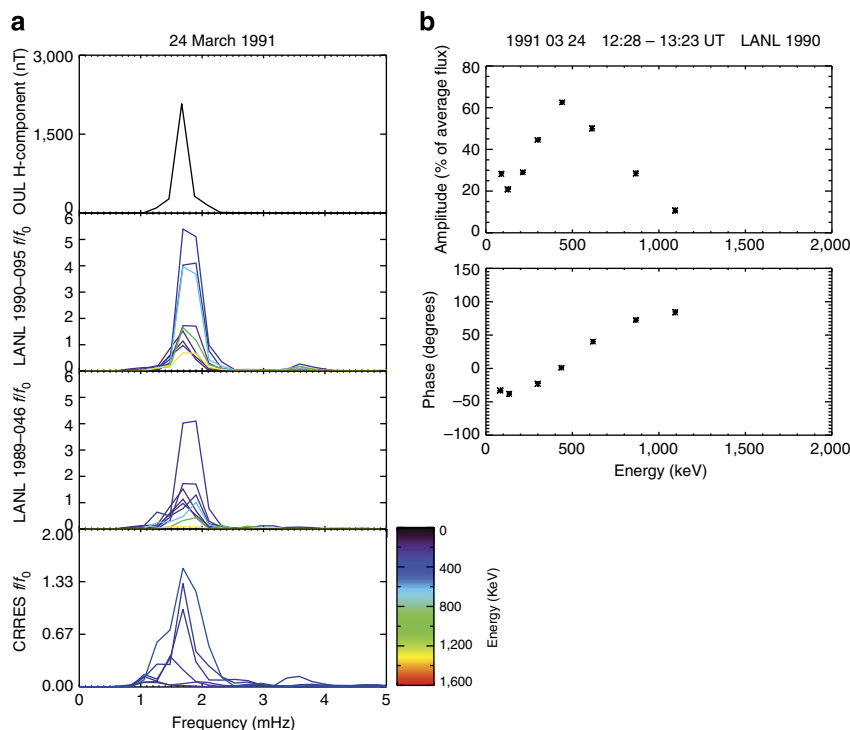 a
24 March 1991
OUL H-component (nT)
3,000
1,500
0
LANL 1990–095 f/f0
6
5
4
3
2
1
0
LANL 1989–046 f/f0
6
5
4
3
2
1
0
CRRES f/f0
2.00
1.33
0.67
0.00
0 1 2 3 4 5
Frequency (mHz)
0
400
800
1,200
1,600
Energy (KeV)
b
1991 03 24 12:28 – 13:23 UT LANL 1990
Amplitude (% of average flux)
80
60
40
20
0
0 500 1,000 1,500 2,000
Phase (degrees)
150
100
50
0
−50
−100
0 500 1,000 1,500 2,000
Energy (keV)